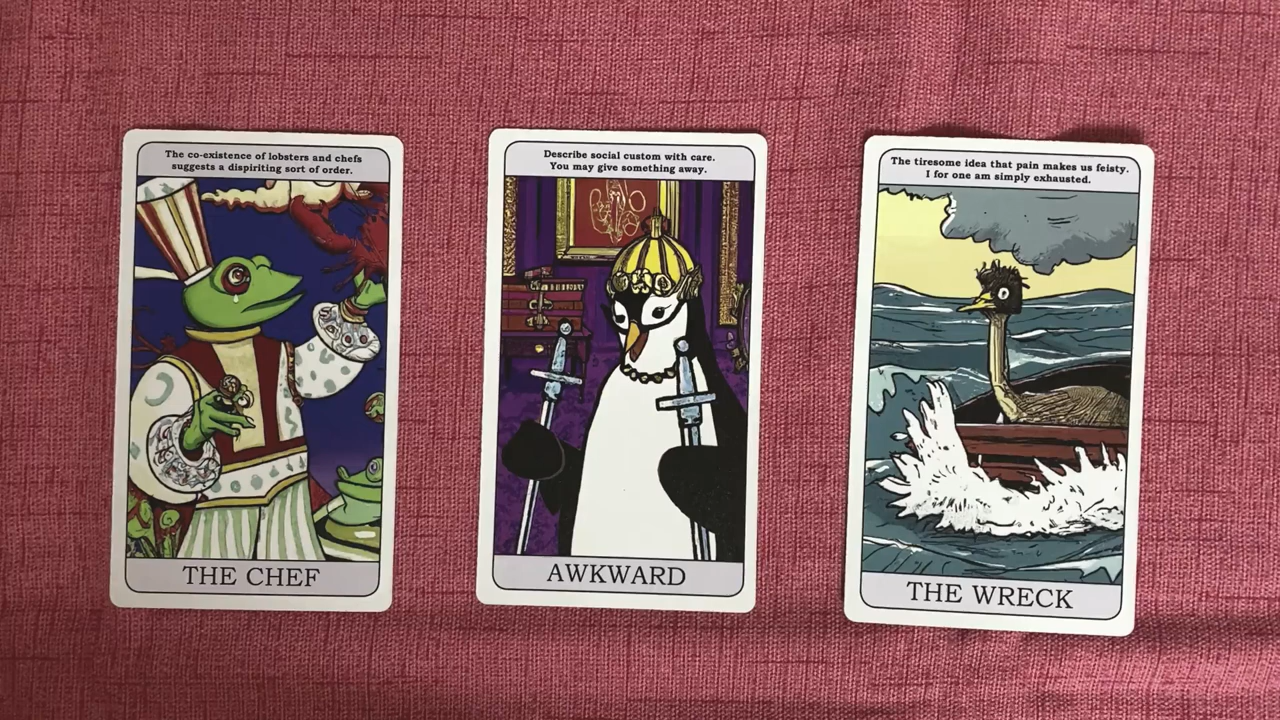 The co-existence of lobsters and chefs
suggests a dispiriting sort of order.
THE CHEF
Describe social custom with care.
You may give something away.
AWKWARD
The tiresome idea that pain makes us feisty.
I for one am simply exhausted.
THE WRECK